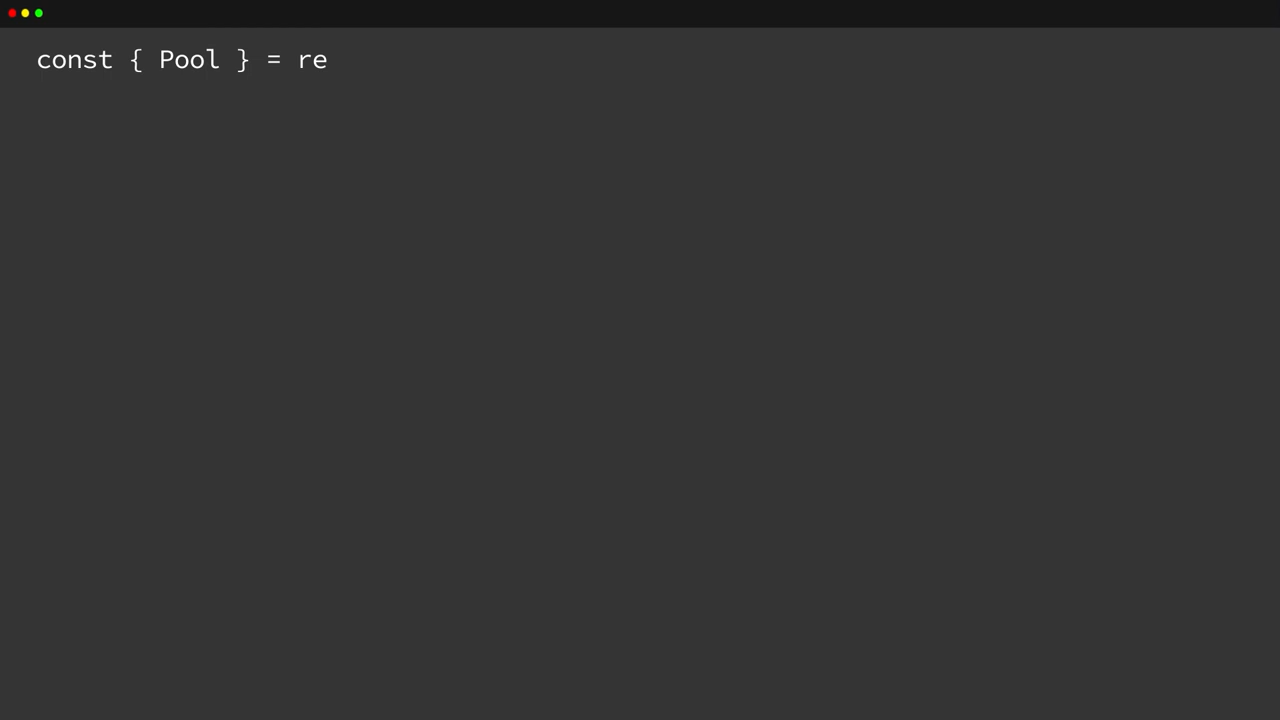 const { Pool } = re